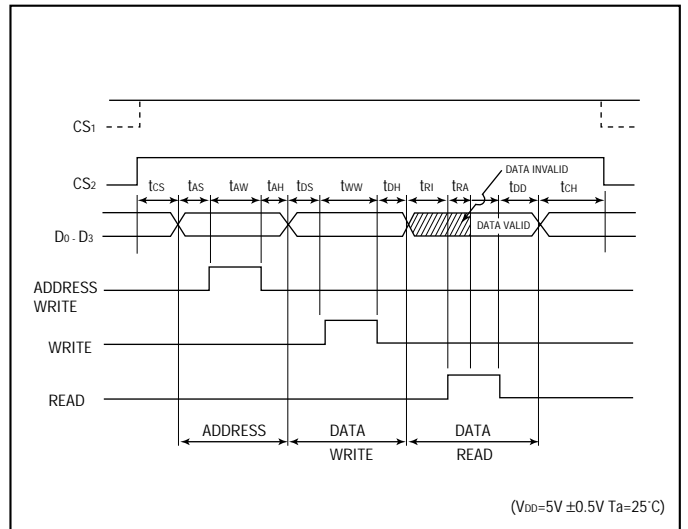 CS1
CS2
tCS tAS tAW tAH tDS tWW tDH tRI tRA tDD tCH
DATA INVALID
D0 - D3
DATA VALID
ADDRESS
WRITE
WRITE
READ
ADDRESS DATA DATA
WRITE READ
(VDD=5V ±0.5V Ta=25˚C)